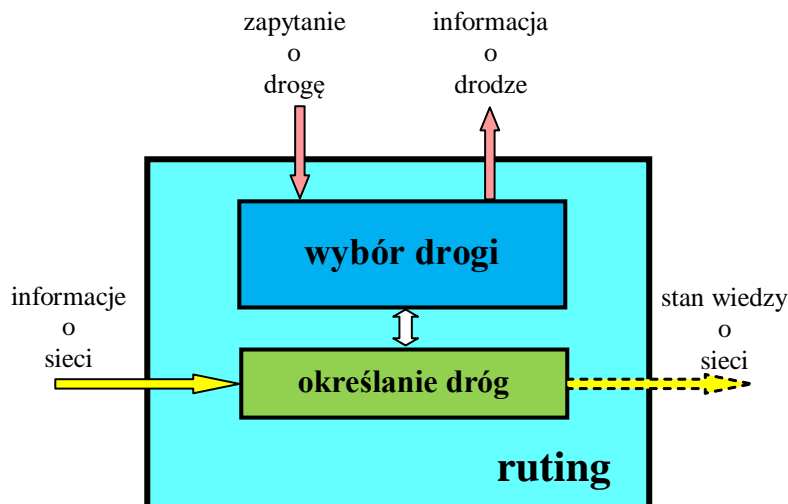 zapytanie
o
drogę
informacja
o
drodze
wybór drogi
informacje
o
sieci
stan wiedzy
o
sieci
określanie dróg
ruting